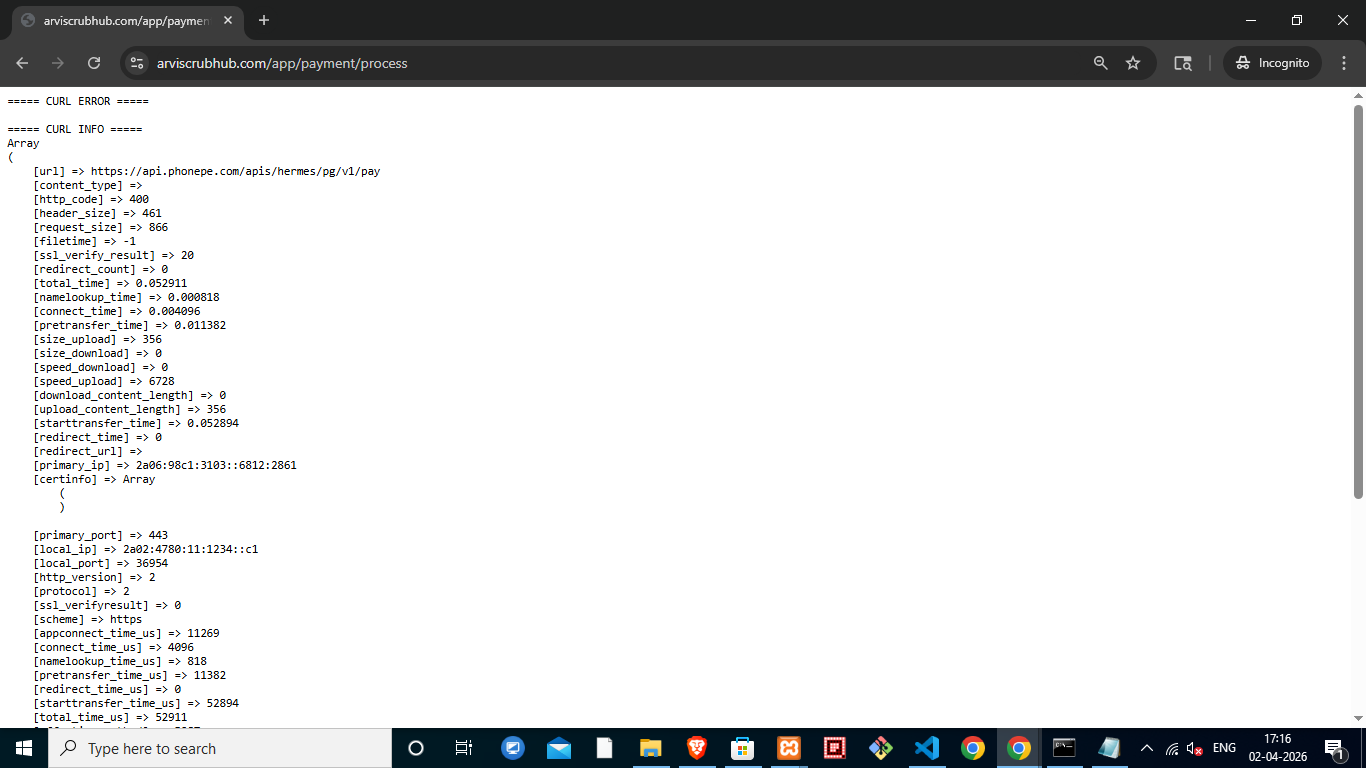 arviscrubhub.com/app/paymen
arviscrubhub.com/app/payment/process
Incognito
===== CURL ERROR =====
===== CURL INFO =====
Array
(
[url] => https://api.phonepe.com/apis/hermes/pg/v1/pay
[content_type] =>
[http_code] => 400
[header_size] => 461
[request_size] => 866
[filetime] => -1
[ssl_verify_result] => 20
[redirect_count] => 0
[total_time] => 0.052911
[namelookup_time] => 0.000818
[connect_time] => 0.004096
[pretransfer_time] => 0.011382
[size_upload] => 356
[size_download] => 0
[speed_download] => 0
[speed_upload] => 6728
[download_content_length] => 0
[upload_content_length] => 356
[starttransfer_time] => 0.052894
[redirect_time] => 0
[redirect_url] =>
[primary_ip] => 2a06:98c1:3103::6812:2861
[certinfo] => Array
(
)
[primary_port] => 443
[local_ip] => 2a02:4780:11:1234::c1
[local_port] => 36954
[http_version] => 2
[protocol] => 2
[ssl_verifyresult] => 0
[scheme] => https
[appconnect_time_us] => 11269
[connect_time_us] => 4096
[namelookup_time_us] => 818
[pretransfer_time_us] => 11382
[redirect_time_us] => 0
[starttransfer_time_us] => 52894
[total_time_us] => 52911
Type here to search
ENG
17:16
02-04-2026
1